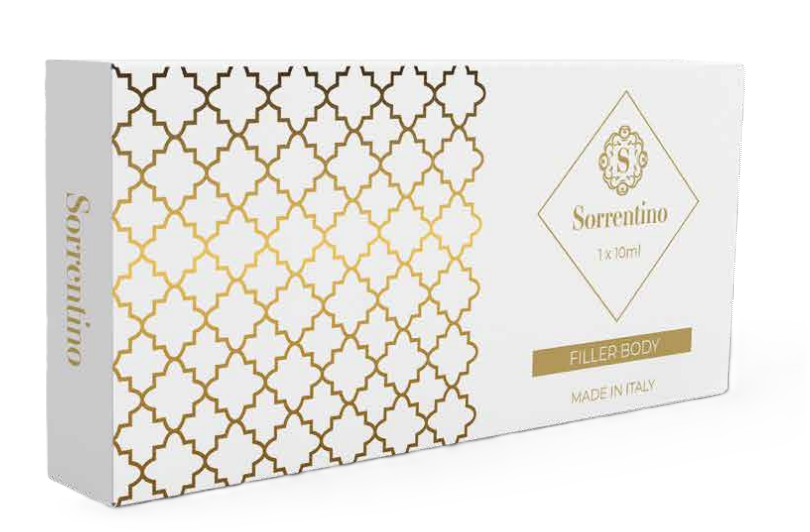 Sorrentino
S
Sorrentino
1 x 10ml
FILLER BODY
MADE IN ITALY